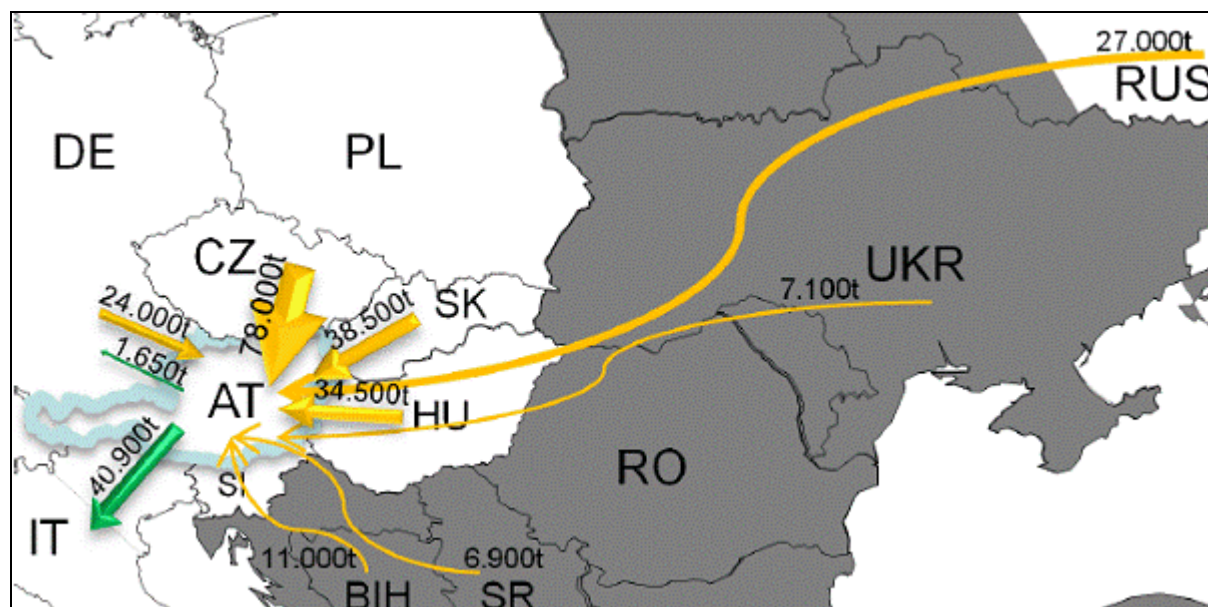 27.000t
RUS
DE
PL
CZ
UKR
SK
7.100t
24.000t
78.000t
38.500t
1.650t
AT
34.500t
HU
40.900t
RO
SI
IT
11.000t
6.900t
BIH
SR